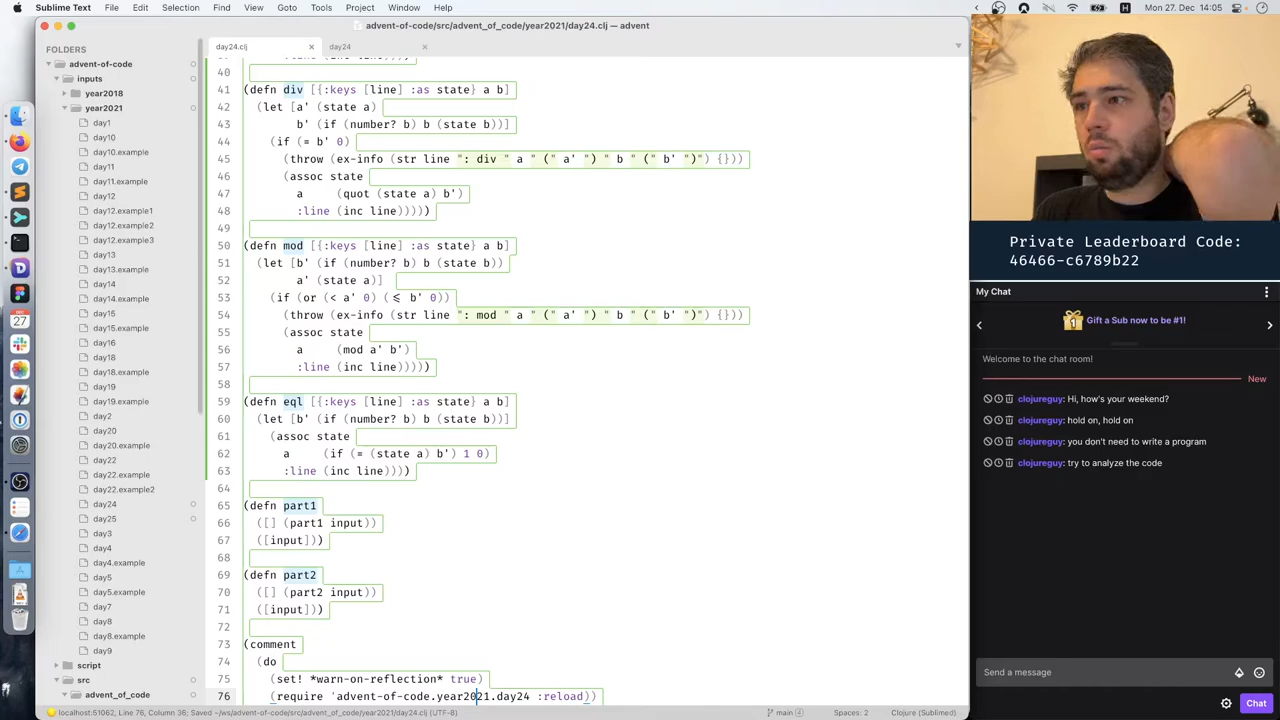 Sublime Text File Edit Selection Find View Goto Tools Project Window Help
Mon 27. Dec 14:05
advent-of-code/src/advent_of_code/year2021/day24.clj — advent
FOLDERS
advent-of-code
inputs
year2018
year2021
day1
day10
day10.example
day11
day11.example
day12
day12.example1
day12.example2
day12.example3
day13
day13.example
day14
day14.example
day15
day15.example
day16
day18
day18.example
day19
day19.example
day2
day20
day20.example
day22
day22.example
day22.example2
day24
day25
day3
day4
day4.example
day5
day5.example
day7
day8
day8.example
day9
script
src
advent_of_code
day24.clj
day24
40
41 (defn div [{:keys [line] :as state} a b]
42 (let [a' (state a)
43 b' (if (number? b) b (state b))]
44 (if (= b' 0)
45 (throw (ex-info (str line ": div " a " (" a' ") " b " (" b' ")") {}))
46 (assoc state
47 a (quot (state a) b')
48 :line (inc line)))))
49
50 (defn mod [{:keys [line] :as state} a b]
51 (let [b' (if (number? b) b (state b))
52 a' (state a)]
53 (if (or (< a' 0) (<= b' 0))
54 (throw (ex-info (str line ": mod " a " (" a' ") " b " (" b' ")") {}))
55 (assoc state
56 a (mod a' b')
57 :line (inc line)))))
58
59 (defn eql [{:keys [line] :as state} a b]
60 (let [b' (if (number? b) b (state b))]
61 (assoc state
62 a (if (= (state a) b') 1 0)
63 :line (inc line))))
64
65 (defn part1
66 ([] (part1 input))
67 ([input]))
68
69 (defn part2
70 ([] (part2 input))
71 ([input]))
72
73 (comment
74 (do
75 (set! *warn-on-reflection* true)
76 (require 'advent-of-code.year2021.day24 :reload))
localhost:51062, Line 76, Column 36; Saved ~/ws/advent-of-code/src/advent_of_code/year2021/day24.clj (UTF-8)
main 4
Spaces: 2
Clojure (Sublimed)
Private Leaderboard Code:
46466-c6789b22
My Chat
1 Gift a Sub now to be #1!
Welcome to the chat room!
New
clojureguy: Hi, how's your weekend?
clojureguy: hold on, hold on
clojureguy: you don't need to write a program
clojureguy: try to analyze the code
Send a message
Chat